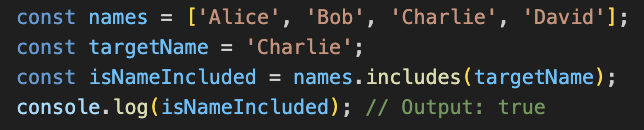 const names = ['Alice', 'Bob', 'Charlie', 'David'];
const targetName = 'Charlie';
const isNameIncluded = names.includes(targetName);
console.log(isNameIncluded); // Output: true